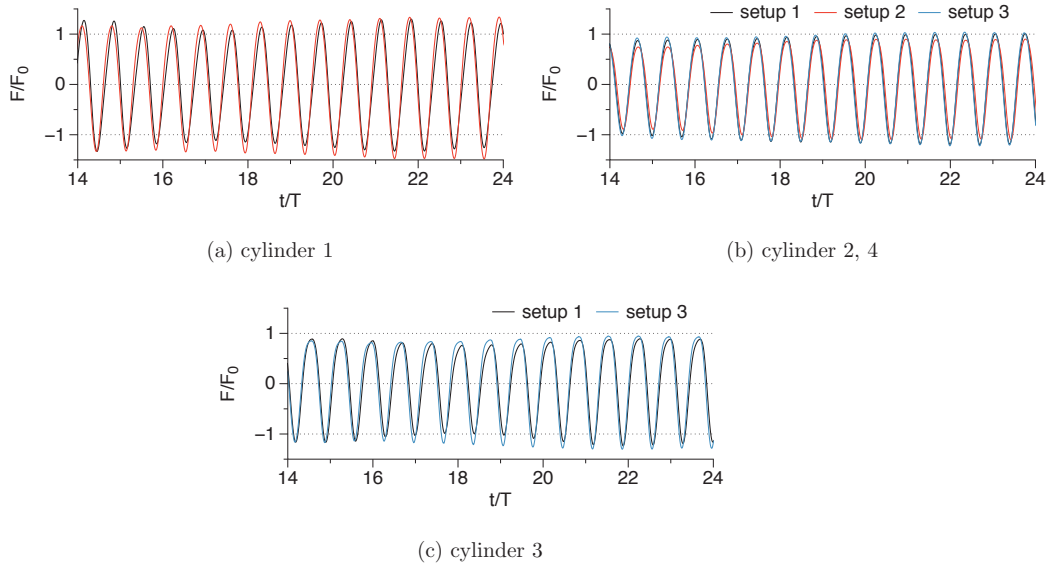 setup 1 setup 2 setup 3
1
0
−1
F/F0
14 16 18 20 22 24
t/T
(a) cylinder 1
1
0
−1
F/F0
14 16 18 20 22 24
t/T
(b) cylinder 2, 4
setup 1 setup 3
1
0
−1
F/F0
14 16 18 20 22 24
t/T
(c) cylinder 3